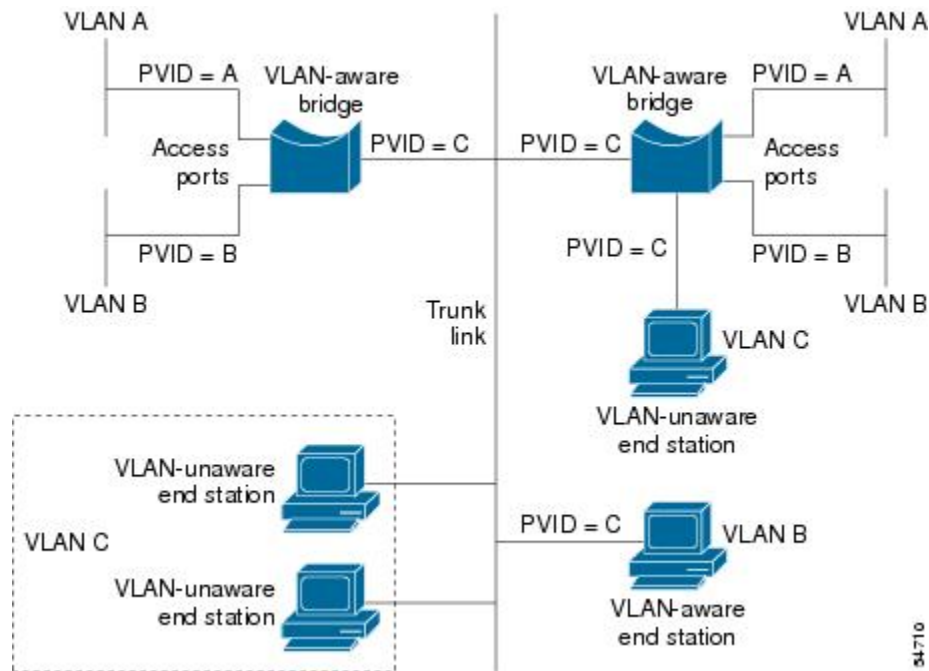 VLAN A
PVID = A
VLAN-aware
bridge
Access
ports
PVID = C
PVID = B
VLAN B
VLAN A
VLAN-aware
bridge
PVID = A
PVID = C
Access
ports
PVID = C
PVID = B
VLAN B
Trunk
link
VLAN C
VLAN-unaware
end station
VLAN-unaware
end station
VLAN C
VLAN-unaware
end station
PVID = C
VLAN B
VLAN-aware
end station
54710